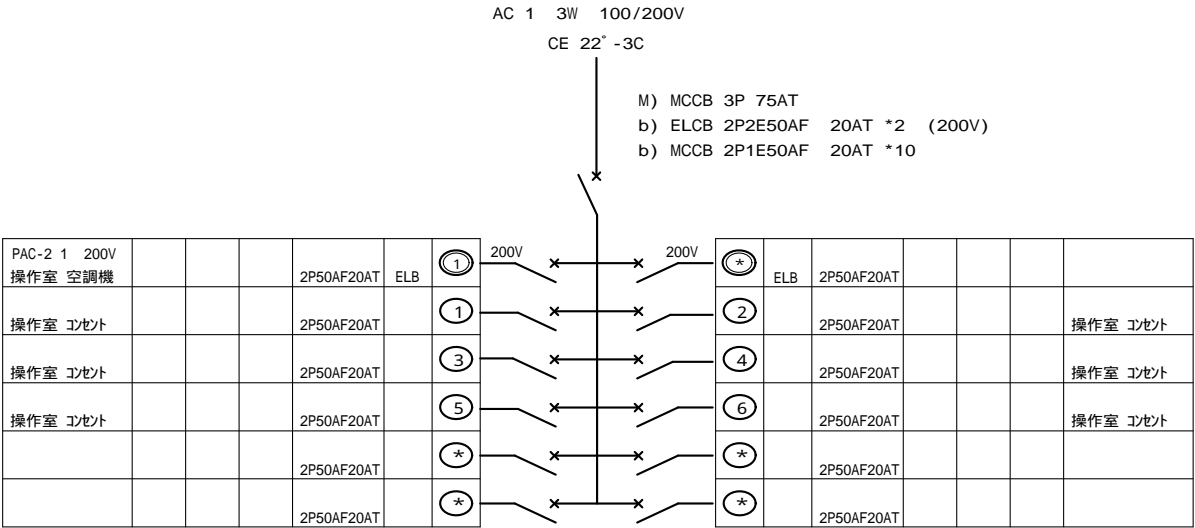 AC 1 3W 100/200V
CE 22°-3C
M) MCCB 3P 75AT
b) ELCB 2P2E50AF 20AT *2 (200V)
b) MCCB 2P1E50AF 20AT *10
PAC-2 1 200V
操作室 空調機 2P50AF20AT ELB 1 200V 200V * ELB 2P50AF20AT
操作室 コンセント 2P50AF20AT 1 2 2P50AF20AT 操作室 コンセント
操作室 コンセント 2P50AF20AT 3 4 2P50AF20AT 操作室 コンセント
操作室 コンセント 2P50AF20AT 5 6 2P50AF20AT 操作室 コンセント
2P50AF20AT * * 2P50AF20AT
2P50AF20AT * * 2P50AF20AT